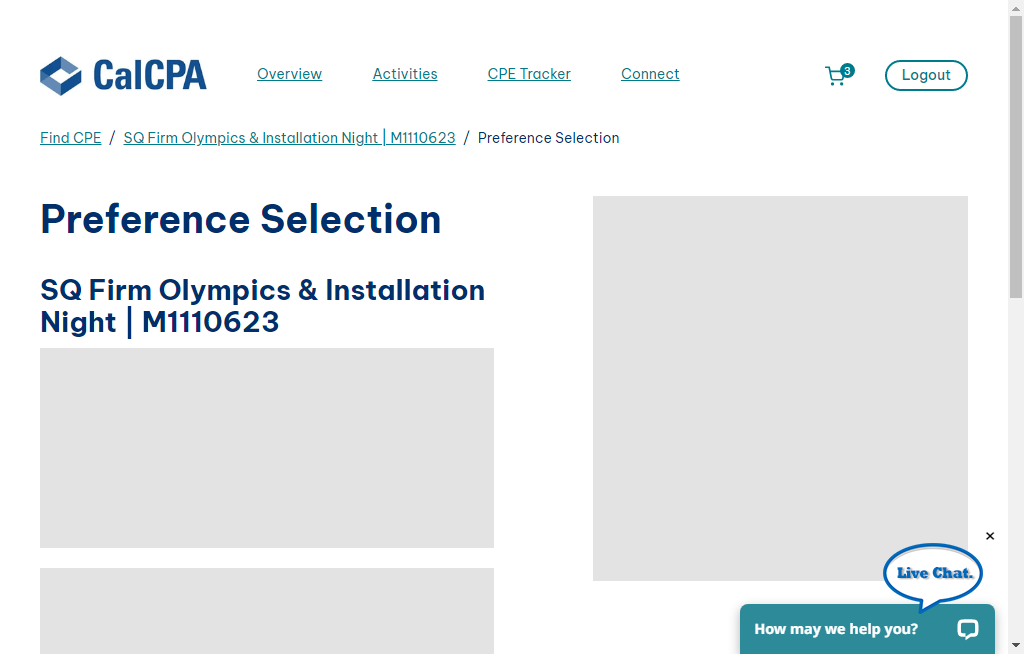 CalCPA
Overview
Activities
CPE Tracker
Connect
3
Logout
Find CPE / SQ Firm Olympics & Installation Night | M1110623 / Preference Selection
Preference Selection
SQ Firm Olympics & Installation
Night | M1110623
×
Live Chat.
How may we help you?